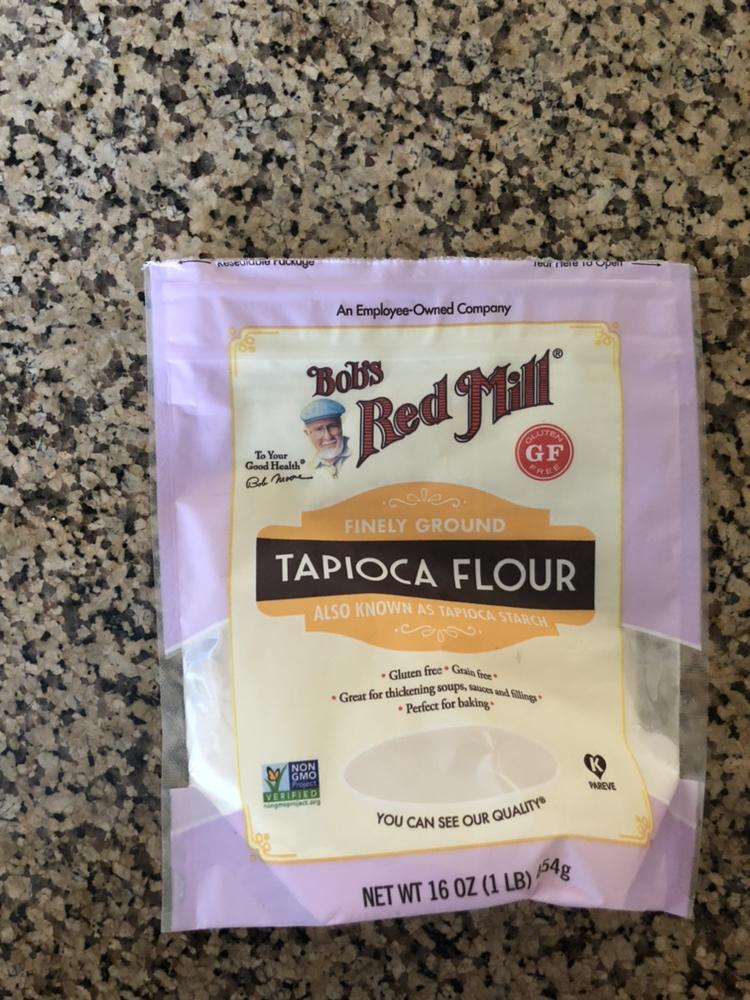 Resealable Package
Tear Here To Open
An Employee-Owned Company
Bob's
Red Mill®
To Your
Good Health®
Bob Moore
GLUTEN
GF
FREE
FINELY GROUND
TAPIOCA FLOUR
ALSO KNOWN AS TAPIOCA STARCH
• Gluten free • Grain free •
• Great for thickening soups, sauces and fillings •
• Perfect for baking •
NON
GMO
Project
VERIFIED
nongmoproject.org
K
PAREVE
YOU CAN SEE OUR QUALITY®
NET WT 16 OZ (1 LB) 454g